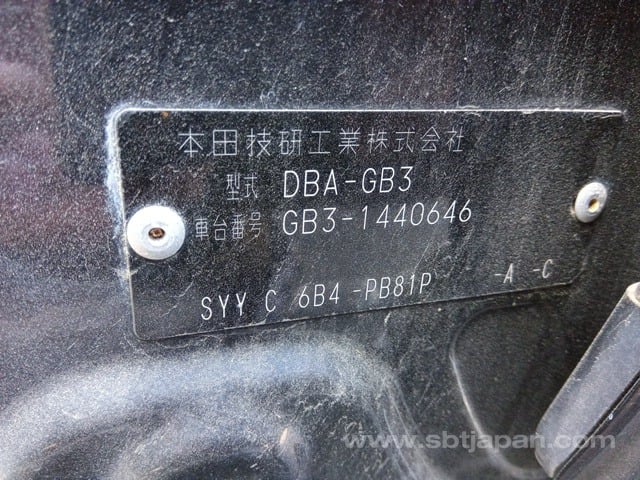 本田技研工業株式会社
型式 DBA-GB3
車台番号 GB3-1440646
SYY C 6B4 -PB81P -A -C
www.sbtjapan.com